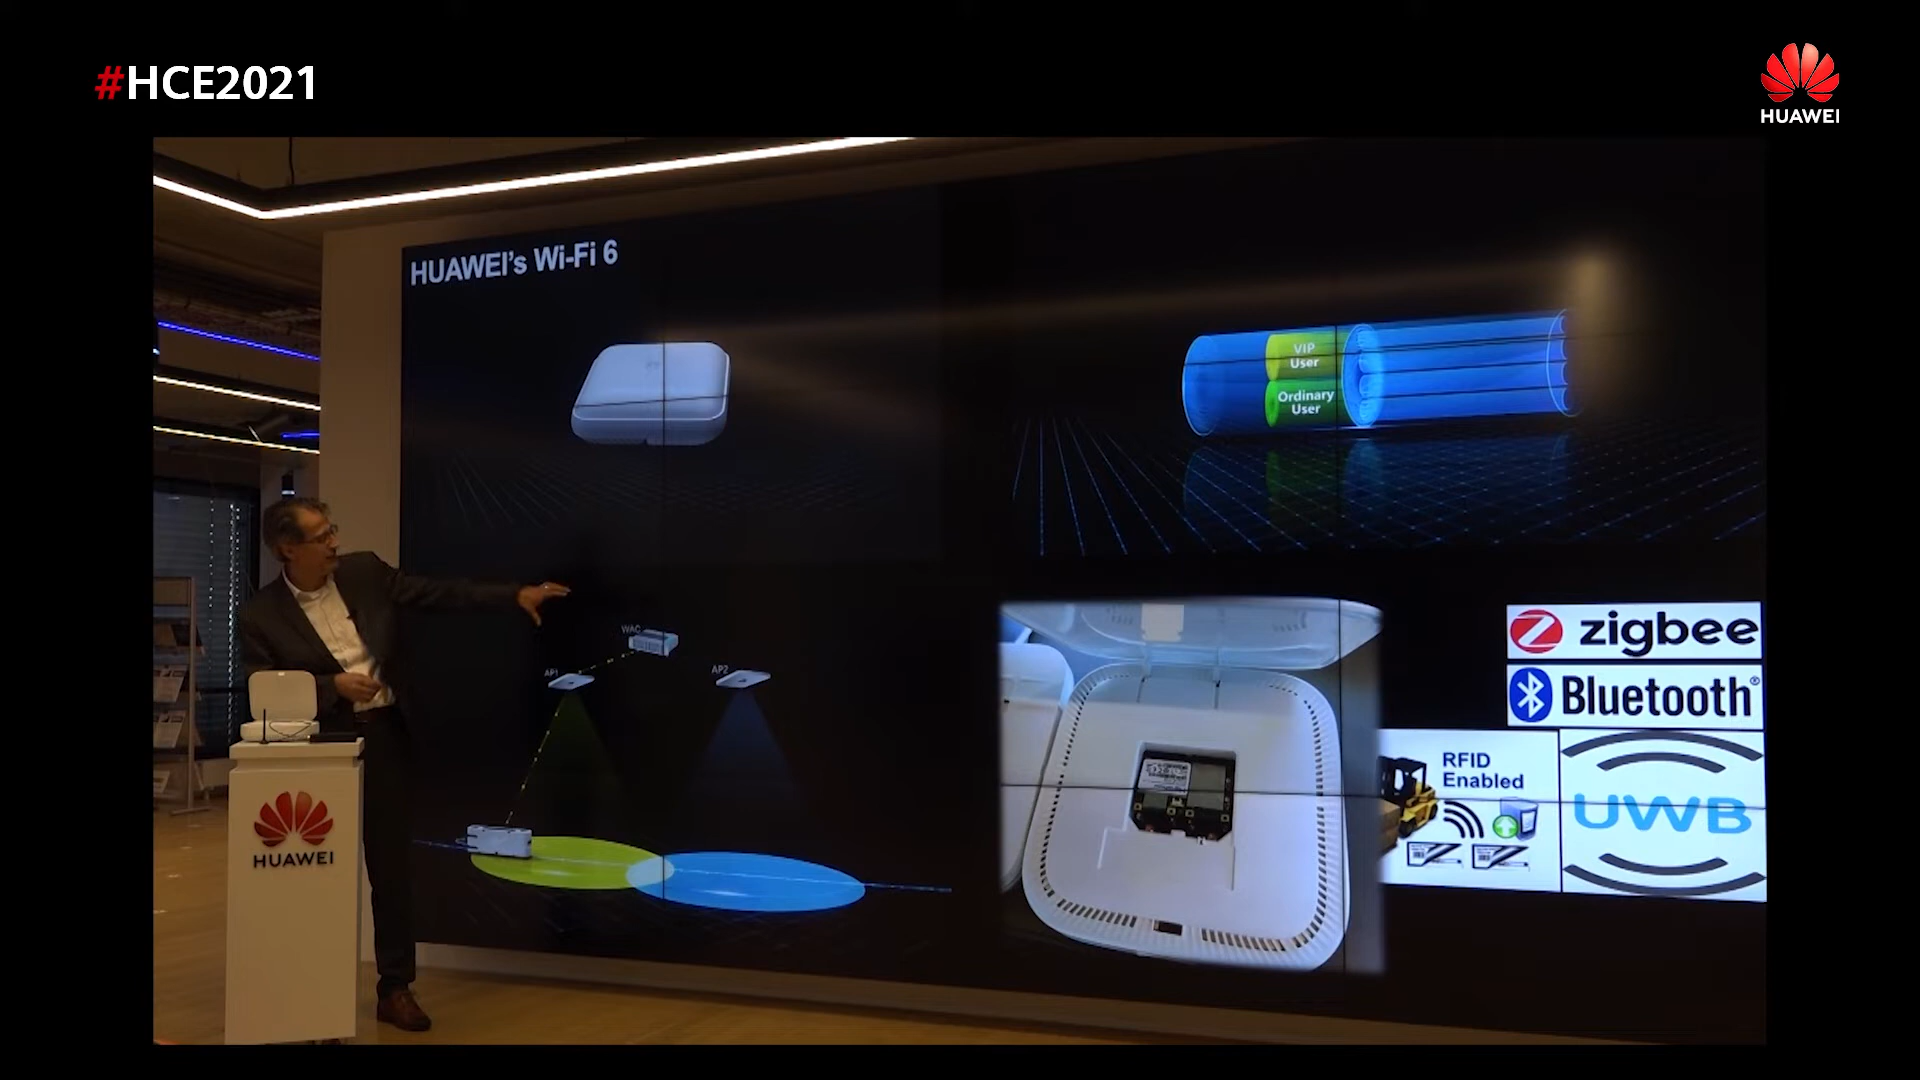 #HCE2021
HUAWEI
HUAWEI's Wi-Fi 6
VIP
User
Ordinary
User
WAC
AP1
AP2
zigbee
Bluetooth®
RFID
Enabled
UWB
HUAWEI